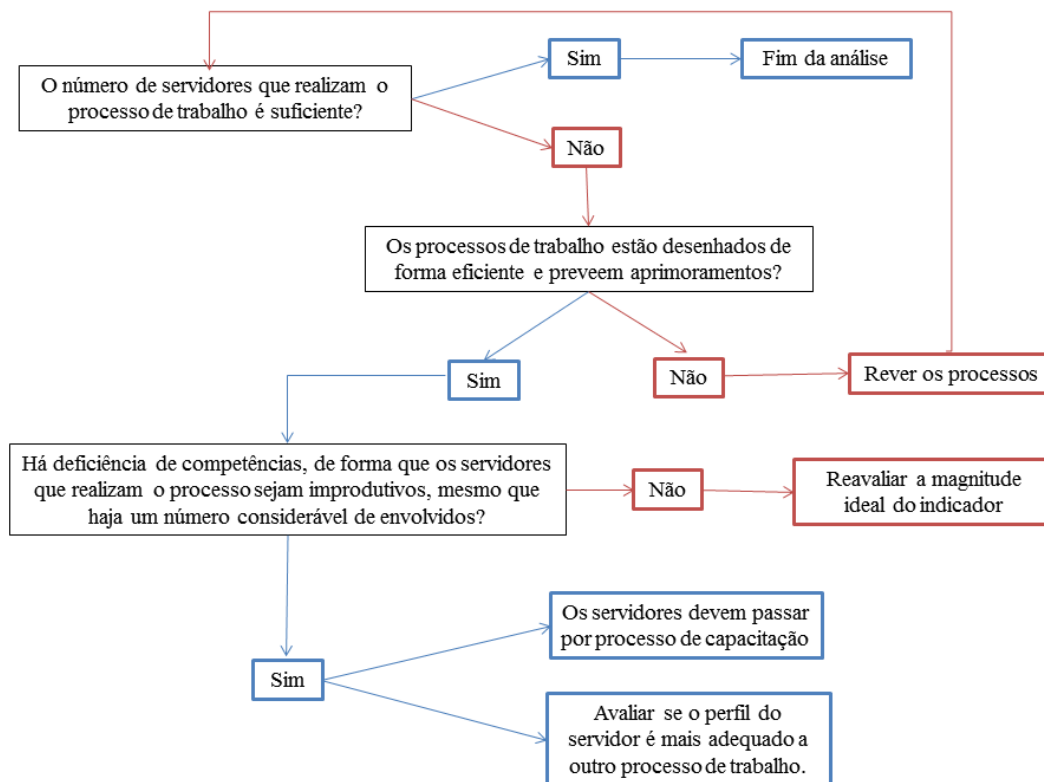 Sim
Fim da análise
O número de servidores que realizam o
processo de trabalho é suficiente?
Não
Os processos de trabalho estão desenhados de
forma eficiente e preveem aprimoramentos?
Sim
Não
Rever os processos
Há deficiência de competências, de forma que os servidores
que realizam o processo sejam improdutivos, mesmo que
haja um número considerável de envolvidos?
Não
Reavaliar a magnitude
ideal do indicador
Os servidores devem passar
por processo de capacitação
Sim
Avaliar se o perfil do
servidor é mais adequado a
outro processo de trabalho.